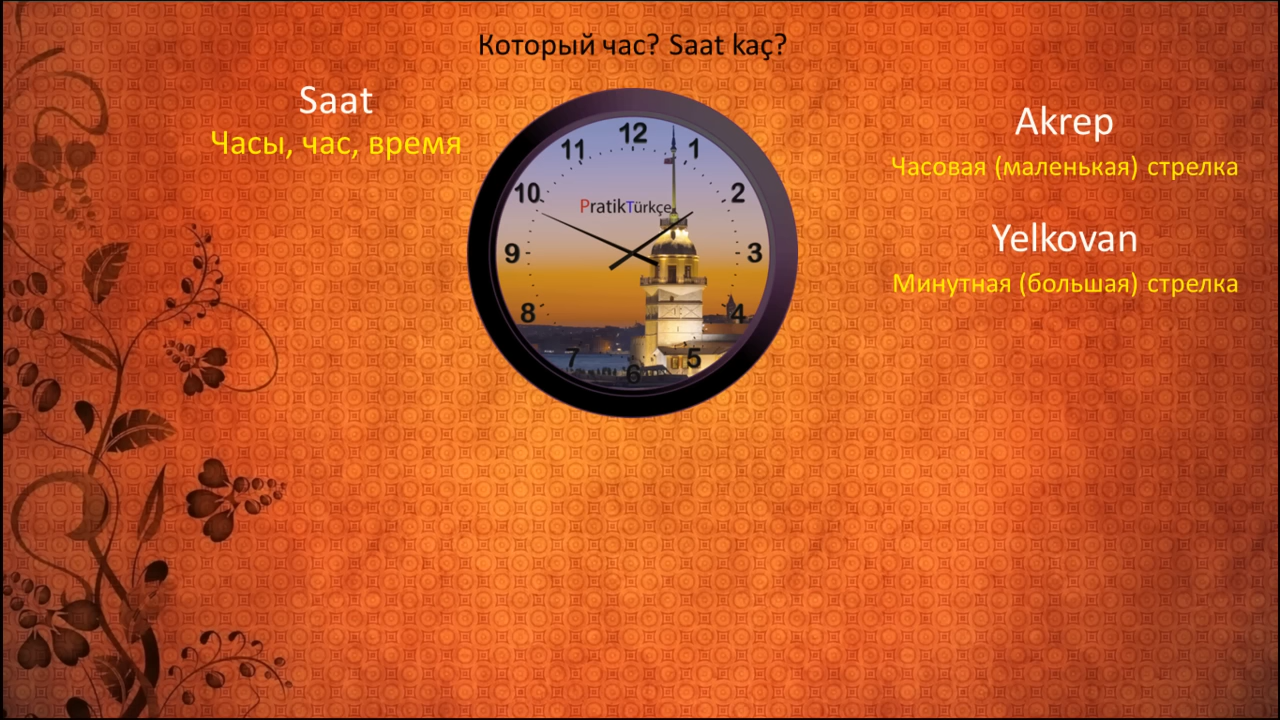 Который час? Saat kaç?
Saat
Часы, час, время
Akrep
Часовая (маленькая) стрелка
Yelkovan
Минутная (большая) стрелка
PratikTürkçe
12
1
2
3
4
5
6
7
8
9
10
11